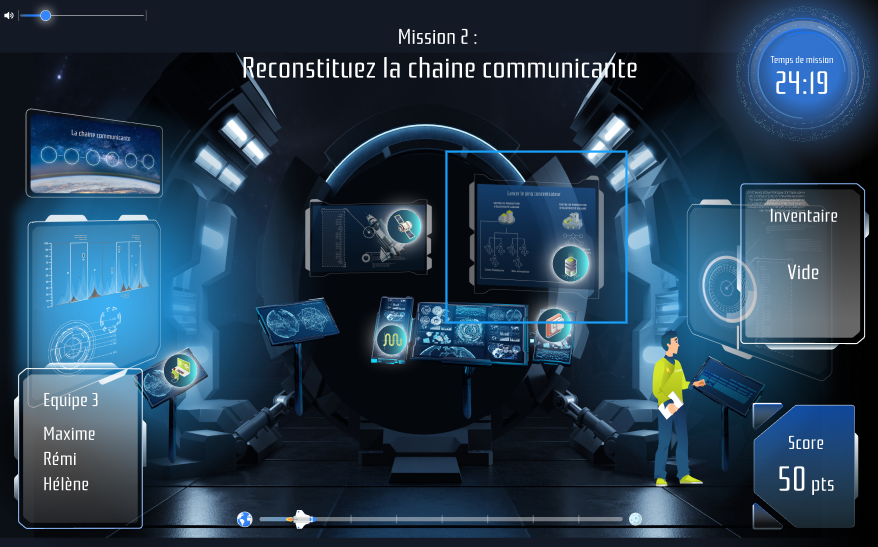 Mission 2 :
Reconstituez la chaine communicante
Temps de mission
24:19
La chaine communicante
Inventaire
Vide
Equipe 3
Maxime
Rémi
Hélène
Score
50 pts